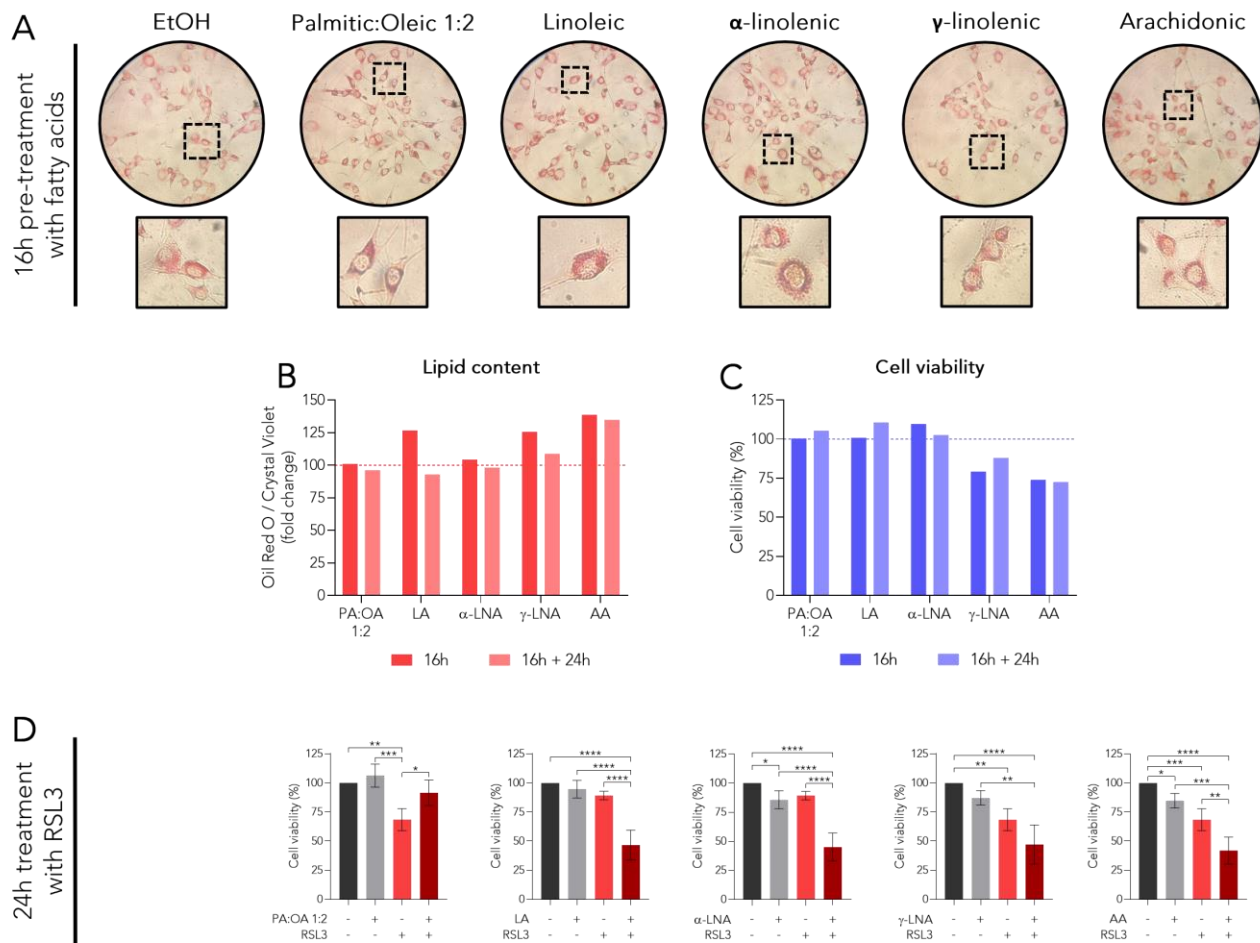 A
EtOH
Palmitic:Oleic 1:2
Linoleic
α-linolenic
γ-linolenic
Arachidonic
16h pre-treatment
with fatty acids
B
Lipid content
Oil Red O / Crystal Violet
(fold change)
150
125
100
75
50
25
0
PA:OA
1:2
LA
α-LNA
γ-LNA
AA
16h
16h + 24h
C
Cell viability
Cell viability (%)
125
100
75
50
25
0
PA:OA
1:2
LA
α-LNA
γ-LNA
AA
16h
16h + 24h
D
24h treatment
with RSL3
Cell viability (%)
125
100
75
50
25
0
**
***
*
PA:OA 1:2 - + - +
RSL3 - - + +
Cell viability (%)
125
100
75
50
25
0
****
****
****
LA - + - +
RSL3 - - + +
Cell viability (%)
125
100
75
50
25
0
****
* ****
****
α-LNA - + - +
RSL3 - - + +
Cell viability (%)
125
100
75
50
25
0
****
**
**
γ-LNA - + - +
RSL3 - - + +
Cell viability (%)
125
100
75
50
25
0
****
***
* ***
**
AA - + - +
RSL3 - - + +